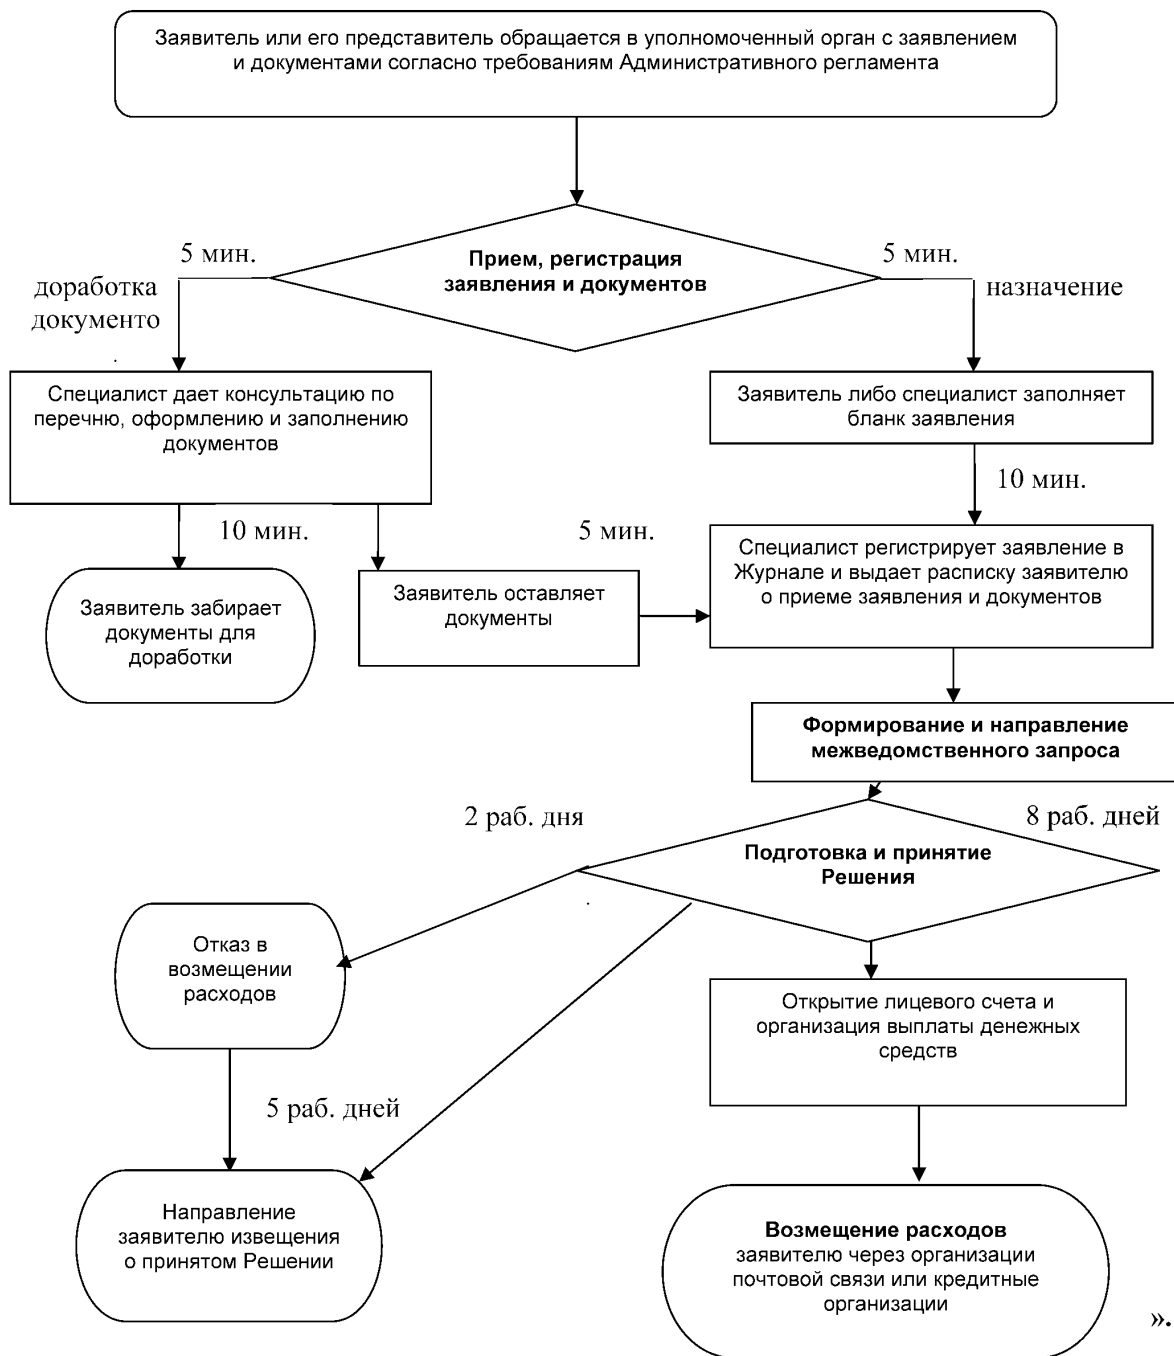 Заявитель или его представитель обращается в уполномоченный орган с заявлением
и документами согласно требованиям Административного регламента
5 мин.
Прием, регистрация
заявления и документов
5 мин.
доработка
документо
.
назначение
Специалист дает консультацию по
перечню, оформлению и заполнению
документов
Заявитель либо специалист заполняет
бланк заявления
10 мин.
10 мин.
5 мин.
Заявитель забирает
документы для
доработки
Заявитель оставляет
документы
Специалист регистрирует заявление в
Журнале и выдает расписку заявителю
о приеме заявления и документов
Формирование и направление
межведомственного запроса
2 раб. дня
8 раб. дней
Подготовка и принятие
Решения
.
Отказ в
возмещении
расходов
Открытие лицевого счета и
организация выплаты денежных
средств
5 раб. дней
Направление
заявителю извещения
о принятом Решении
Возмещение расходов
заявителю через организации
почтовой связи или кредитные
организации
».